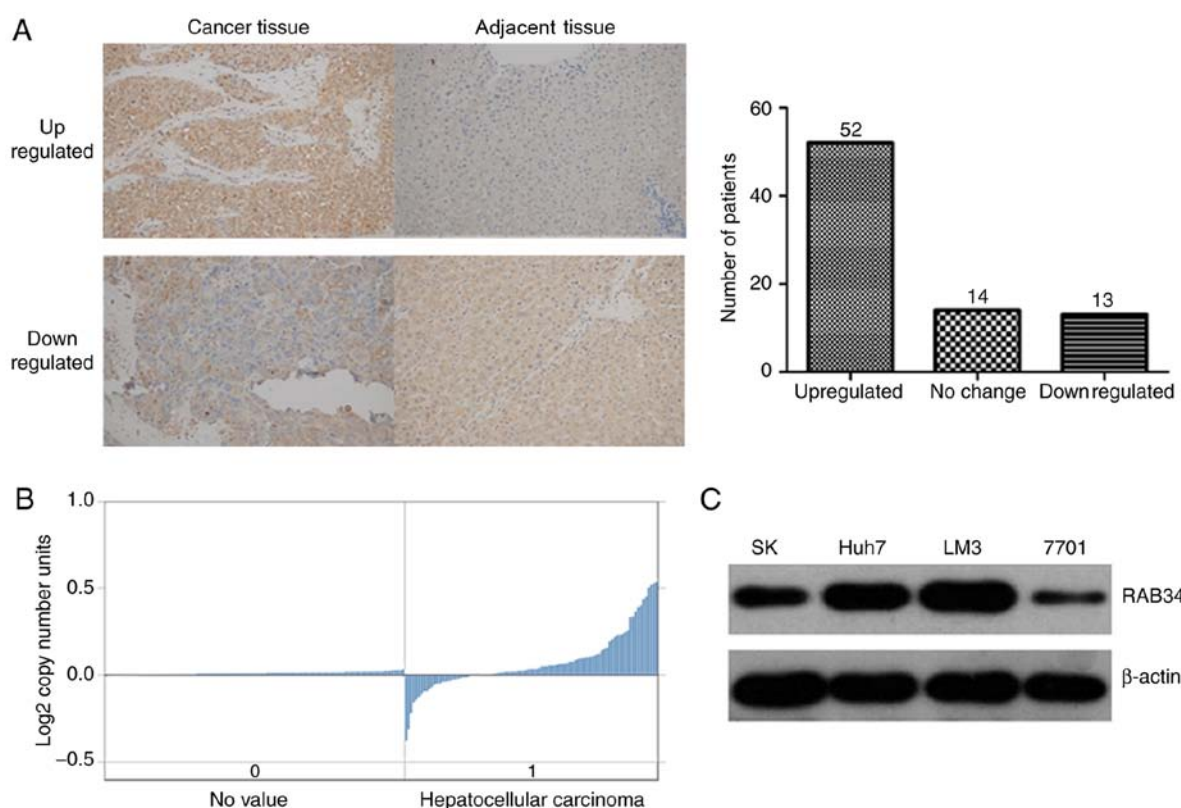 A
Cancer tissue
Adjacent tissue
Up
regulated
Down
regulated
Number of patients
60
40
20
0
52
14
13
Upregulated
No change
Down regulated
B
Log2 copy number units
1.0
0.5
0.0
−0.5
0
1
No value
Hepatocellular carcinoma
C
SK
Huh7
LM3
7701
RAB34
β-actin